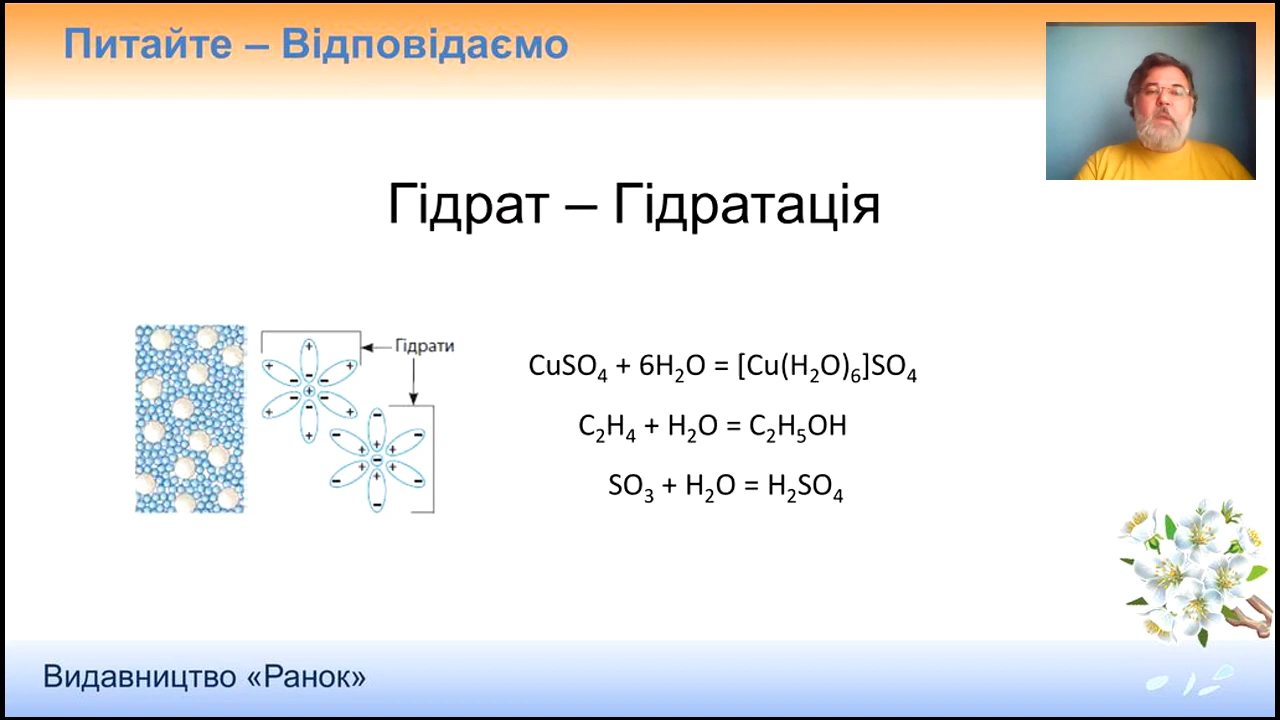 Питайте – Відповідаємо
Гідрат – Гідратація
Гідрати
CuSO₄ + 6H₂O = [Cu(H₂O)₆]SO₄
C₂H₄ + H₂O = C₂H₅OH
SO₃ + H₂O = H₂SO₄
Видавництво «Ранок»